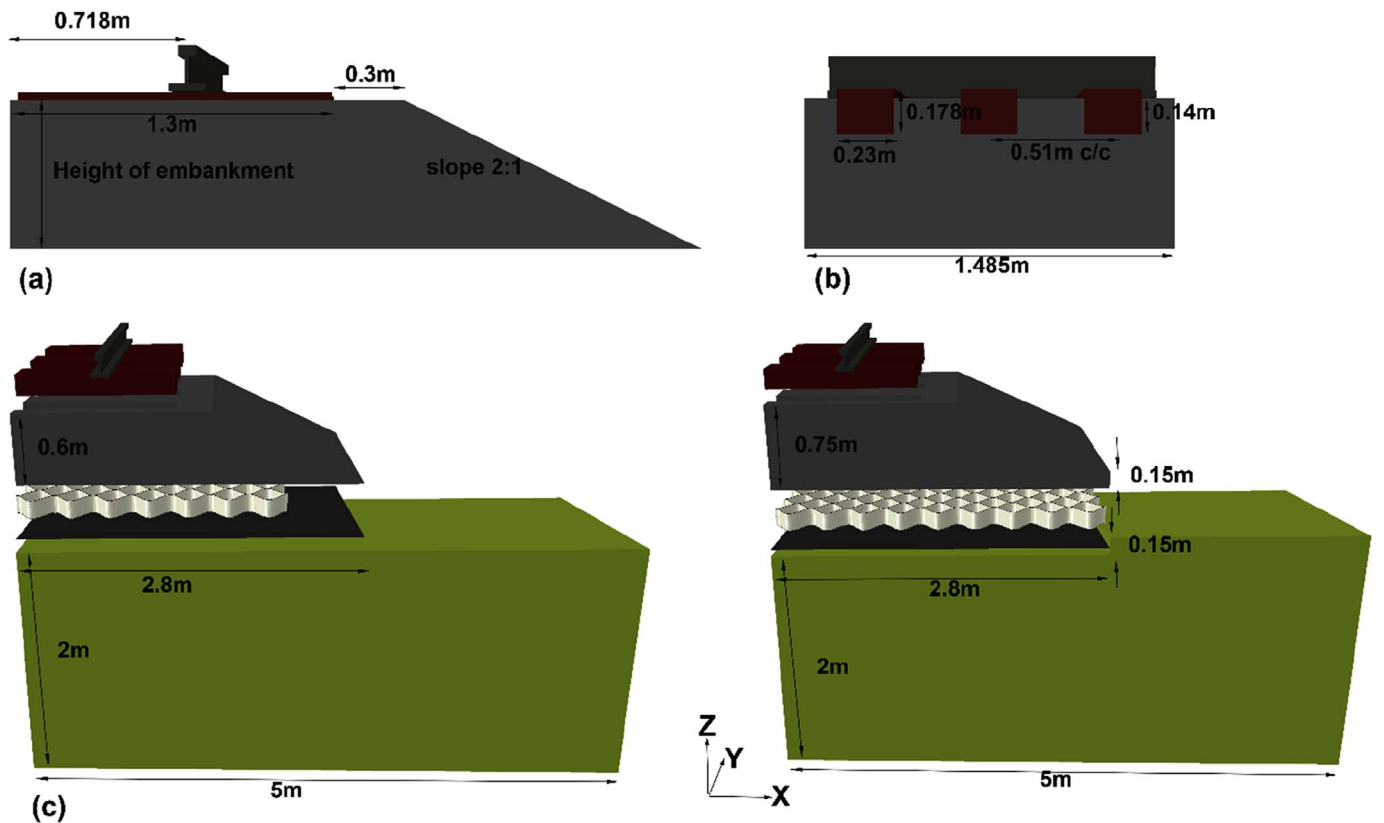 0.718m
0.3m
1.3m
Height of embankment
slope 2:1
(a)
0.178m
0.14m
0.23m
0.51m c/c
1.485m
(b)
0.6m
2.8m
2m
5m
(c)
0.75m
0.15m
0.15m
2.8m
2m
5m
Z
Y
X